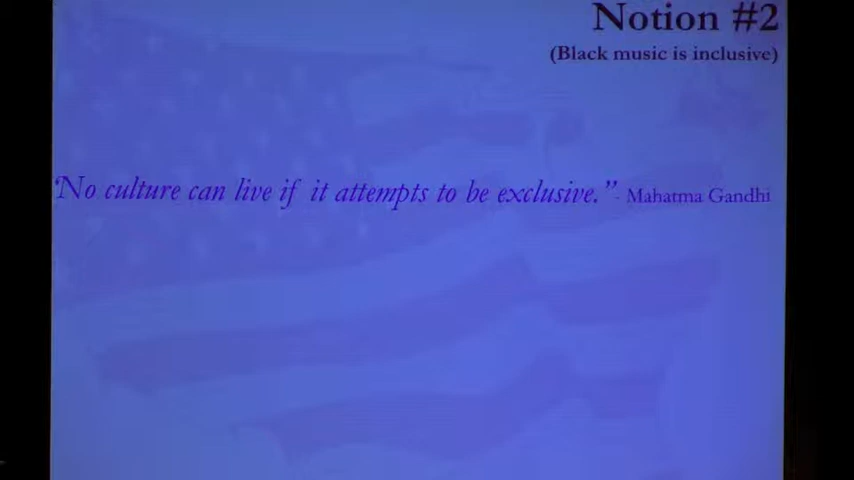 Notion #2
(Black music is inclusive)
"No culture can live if it attempts to be exclusive." - Mahatma Gandhi